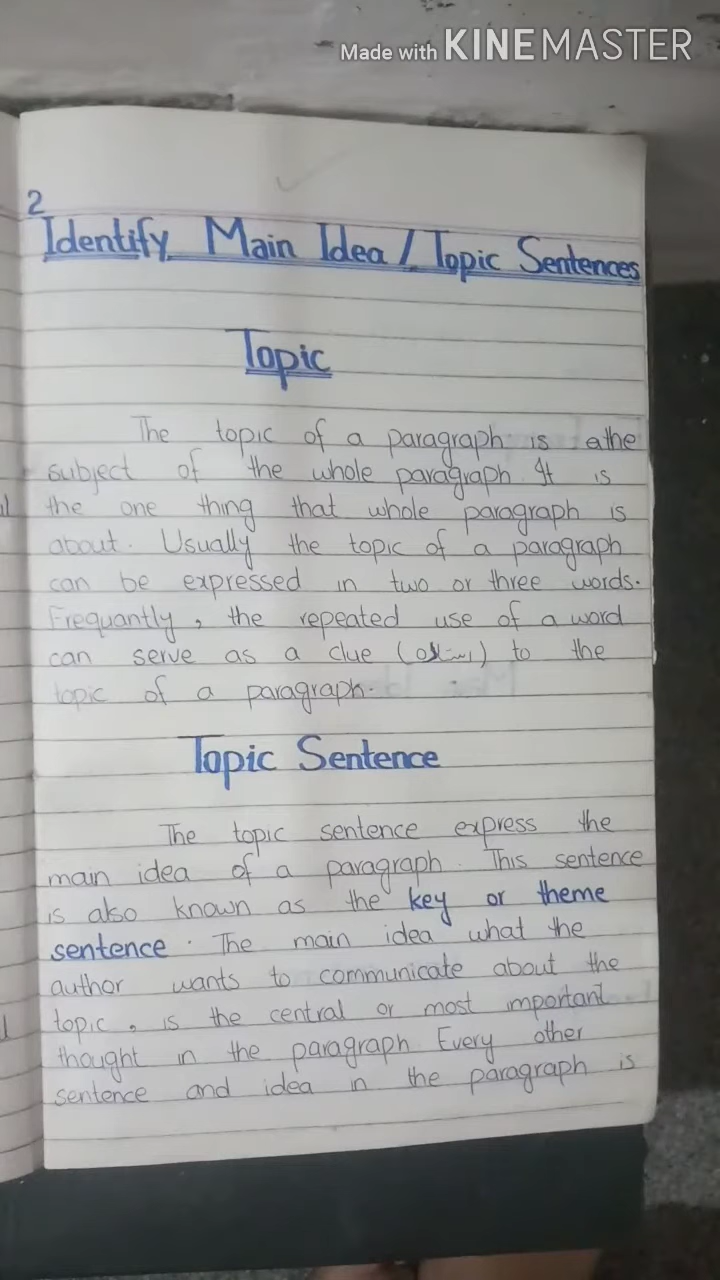 Made with KINEMASTER
2
Identify Main Idea / Topic Sentences
Topic
The topic of a paragraph is athe
subject of the whole paragraph. It is
the one thing that whole paragraph is
about. Usually the topic of a paragraph
can be expressed in two or three words.
Frequantly, the repeated use of a word
can serve as a clue () to the
topic of a paragraph.
Topic Sentence
The topic sentence express the
main idea of a paragraph. This sentence
is also known as the key or theme
sentence. The main idea what the
author wants to communicate about the
topic, is the central or most important
thought in the paragraph Every other
sentence and idea in the paragraph is